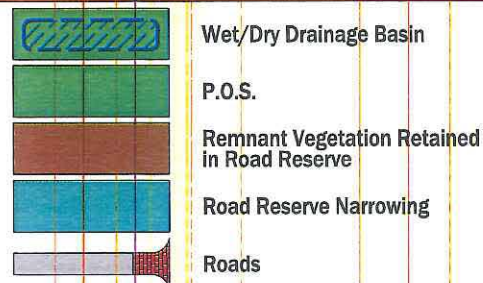 Wet/Dry Drainage Basin
P.O.S.
Remnant Vegetation Retained
in Road Reserve
Road Reserve Narrowing
Roads